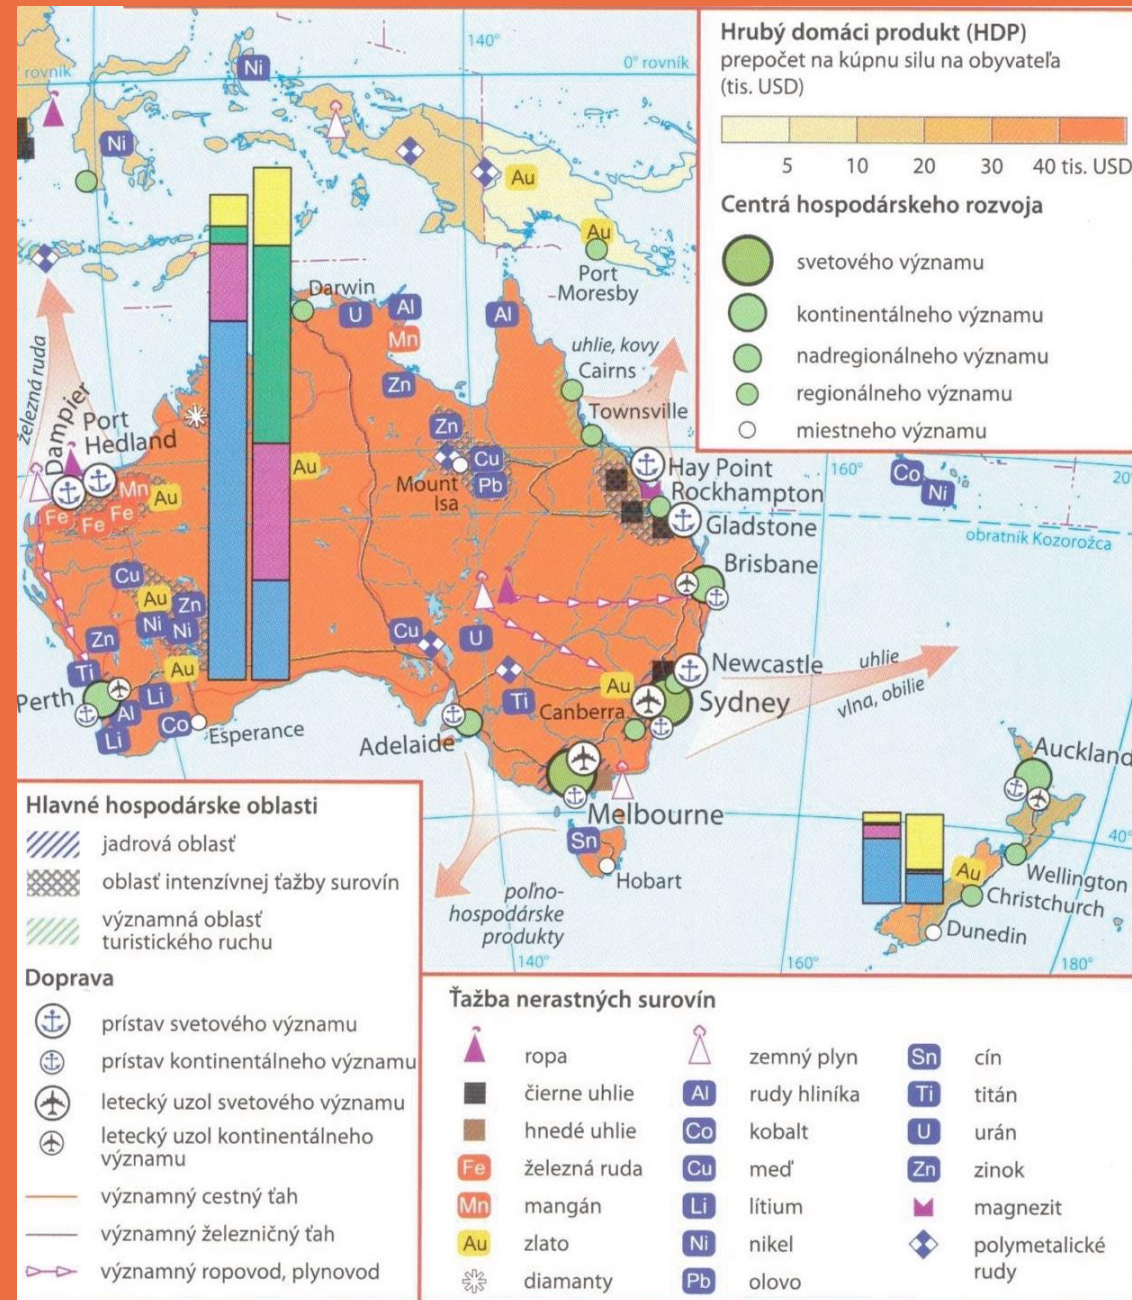 Hrubý domáci produkt (HDP)
prepočet na kúpnu silu na obyvateľa
(tis. USD)
5 10 20 30 40 tis. USD
Centrá hospodárskeho rozvoja
svetového významu
kontinentálneho významu
nadregionálneho významu
regionálneho významu
miestneho významu
140°
rovník
0° rovník
Ni
Ni
Au
Au
Port
Moresby
Darwin
U
Al
Al
Mn
Zn
uhlie, kovy
Cairns
Townsville
železná ruda
Dampier
Port
Hedland
Zn
Cu
Pb
Mount
Isa
Au
Hay Point
Rockhampton
Gladstone
160°
Co
Ni
20°
obratník Kozorožca
Mn
Au
Fe
Fe
Fe
Brisbane
Cu
Au
Zn
Ni
Ni
Zn
Cu
U
Ti
Au
Li
Perth
Al
Co
Li
Esperance
Adelaide
Ti
Au
Canberra
Newcastle
Sydney
uhlie
vlna, obilie
Melbourne
Sn
Hobart
poľno-
hospodárske
produkty
Auckland
40°
Wellington
Au
Christchurch
Dunedin
140°
160°
180°
Hlavné hospodárske oblasti
jadrová oblasť
oblasť intenzívnej ťažby surovín
významná oblasť
turistického ruchu
Doprava
prístav svetového významu
prístav kontinentálneho významu
letecký uzol svetového významu
letecký uzol kontinentálneho
významu
významný cestný ťah
významný železničný ťah
významný ropovod, plynovod
Ťažba nerastných surovín
ropa
čierne uhlie
hnedé uhlie
Fe železná ruda
Mn mangán
Au zlato
diamanty
zemný plyn
Al rudy hliníka
Co kobalt
Cu meď
Li lítium
Ni nikel
Pb olovo
Sn cín
Ti titán
U urán
Zn zinok
magnezit
polymetalické
rudy